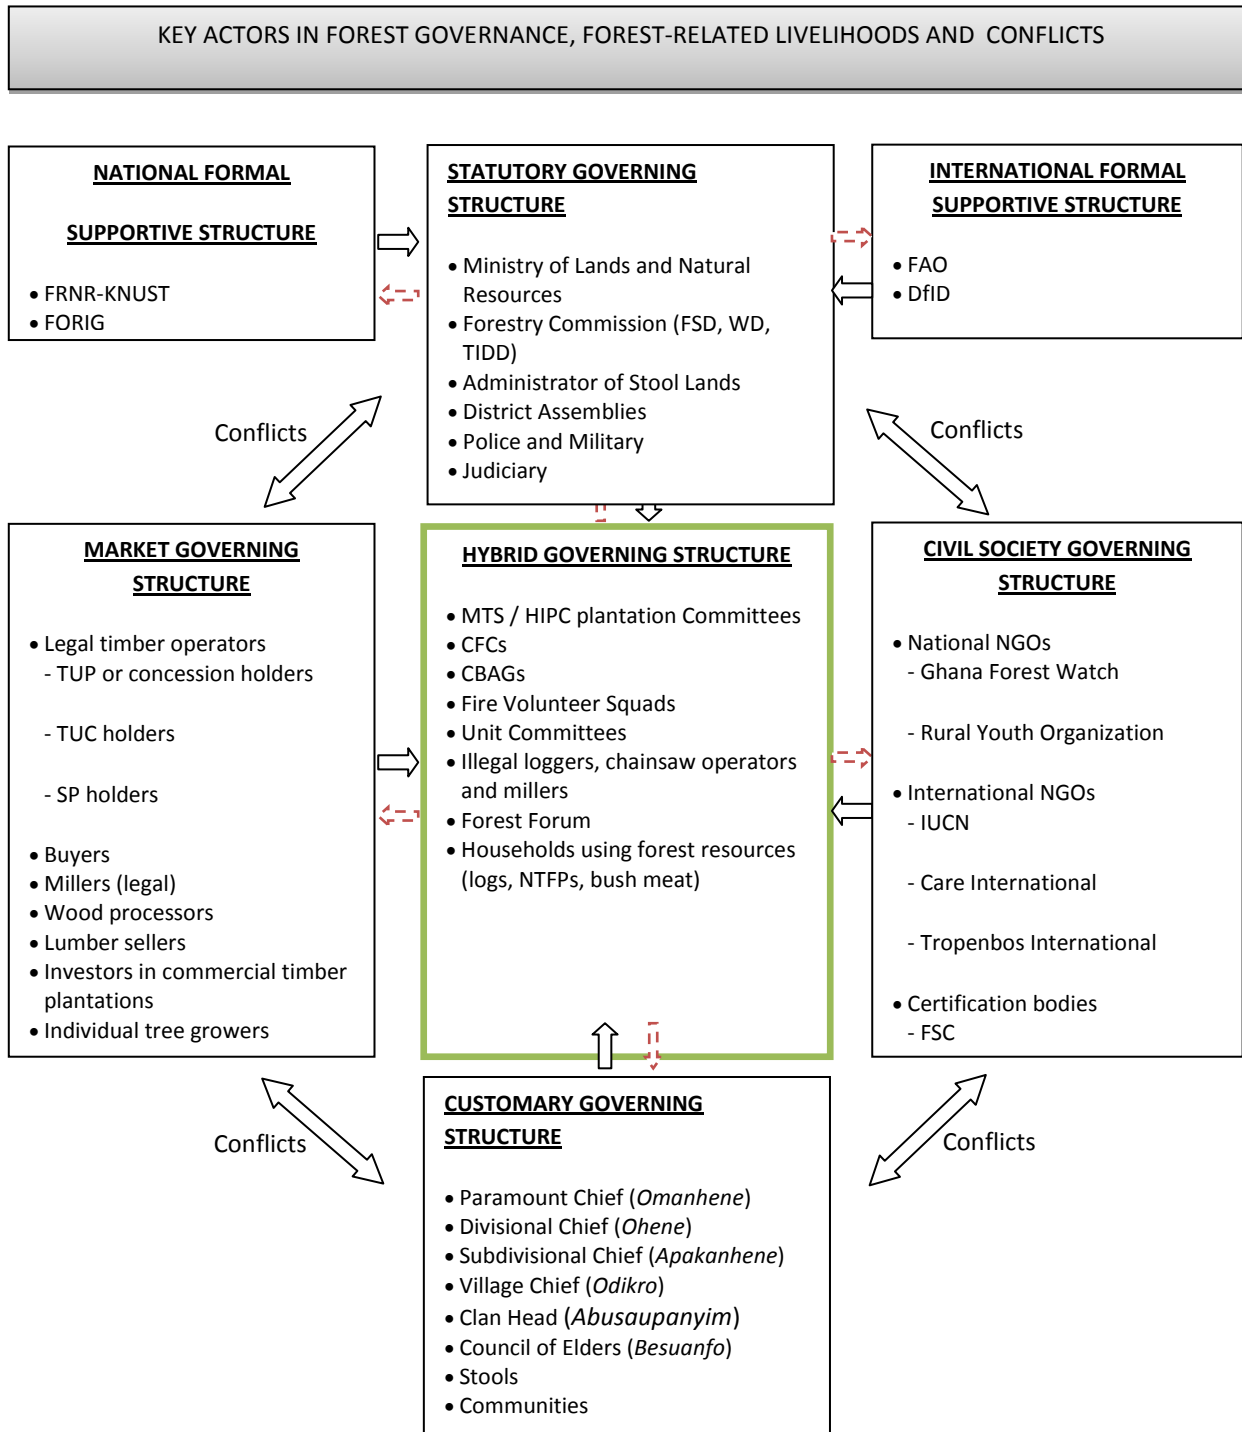 KEY ACTORS IN FOREST GOVERNANCE, FOREST-RELATED LIVELIHOODS AND CONFLICTS
NATIONAL FORMAL
SUPPORTIVE STRUCTURE
• FRNR-KNUST
• FORIG
STATUTORY GOVERNING
STRUCTURE
• Ministry of Lands and Natural
Resources
• Forestry Commission (FSD, WD,
TIDD)
• Administrator of Stool Lands
• District Assemblies
• Police and Military
• Judiciary
INTERNATIONAL FORMAL
SUPPORTIVE STRUCTURE
• FAO
• DfID
Conflicts
Conflicts
MARKET GOVERNING
STRUCTURE
• Legal timber operators
- TUP or concession holders
- TUC holders
- SP holders
• Buyers
• Millers (legal)
• Wood processors
• Lumber sellers
• Investors in commercial timber
plantations
• Individual tree growers
HYBRID GOVERNING STRUCTURE
• MTS / HIPC plantation Committees
• CFCs
• CBAGs
• Fire Volunteer Squads
• Unit Committees
• Illegal loggers, chainsaw operators
and millers
• Forest Forum
• Households using forest resources
(logs, NTFPs, bush meat)
CIVIL SOCIETY GOVERNING
STRUCTURE
• National NGOs
- Ghana Forest Watch
- Rural Youth Organization
• International NGOs
- IUCN
- Care International
- Tropenbos International
• Certification bodies
- FSC
Conflicts
Conflicts
CUSTOMARY GOVERNING
STRUCTURE
• Paramount Chief (Omanhene)
• Divisional Chief (Ohene)
• Subdivisional Chief (Apakanhene)
• Village Chief (Odikro)
• Clan Head (Abusaupanyim)
• Council of Elders (Besuanfo)
• Stools
• Communities